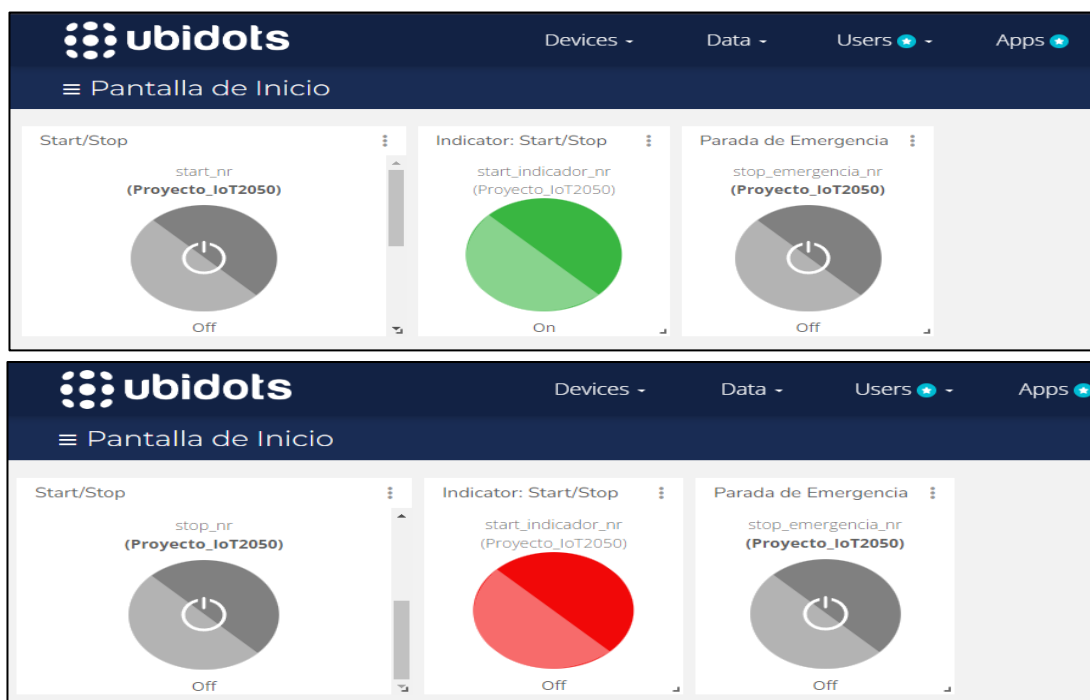 ubidots
Devices
Data
Users
Apps
Pantalla de Inicio
Start/Stop
start_nr
(Proyecto_IoT2050)
Off
Indicator: Start/Stop
start_indicador_nr
(Proyecto_IoT2050)
On
Parada de Emergencia
stop_emergencia_nr
(Proyecto_IoT2050)
Off
ubidots
Devices
Data
Users
Apps
Pantalla de Inicio
Start/Stop
stop_nr
(Proyecto_IoT2050)
Off
Indicator: Start/Stop
start_indicador_nr
(Proyecto_IoT2050)
Off
Parada de Emergencia
stop_emergencia_nr
(Proyecto_IoT2050)
Off